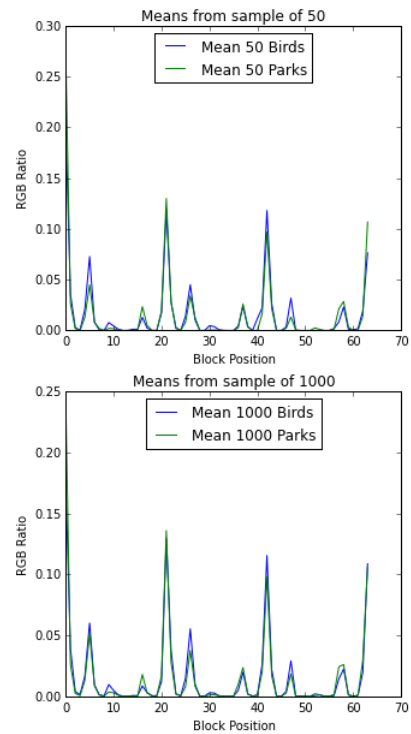 Means from sample of 50
0.30
Mean 50 Birds
Mean 50 Parks
0.25
0.20
0.15
0.10
0.05
0.00
RGB Ratio
0 10 20 30 40 50 60 70
Block Position
Means from sample of 1000
0.25
Mean 1000 Birds
Mean 1000 Parks
0.20
0.15
0.10
0.05
0.00
RGB Ratio
0 10 20 30 40 50 60 70
Block Position